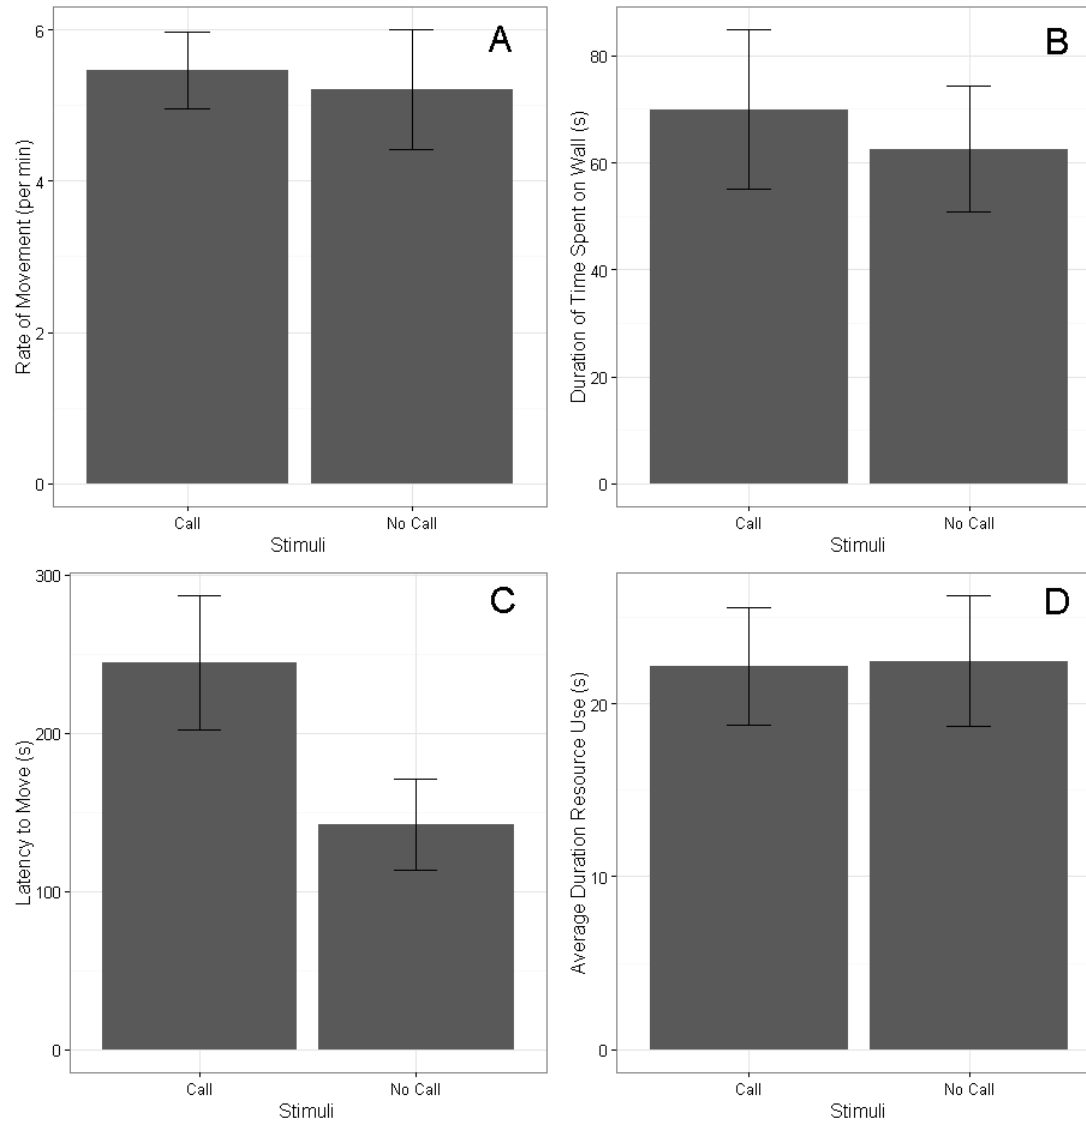 A
Rate of Movement (per min)
6
4
2
0
Call
No Call
Stimuli
B
Duration of Time Spent on Wall (s)
80
60
40
20
0
Call
No Call
Stimuli
C
Latency to Move (s)
300
200
100
0
Call
No Call
Stimuli
D
Average Duration Resource Use (s)
20
10
0
Call
No Call
Stimuli